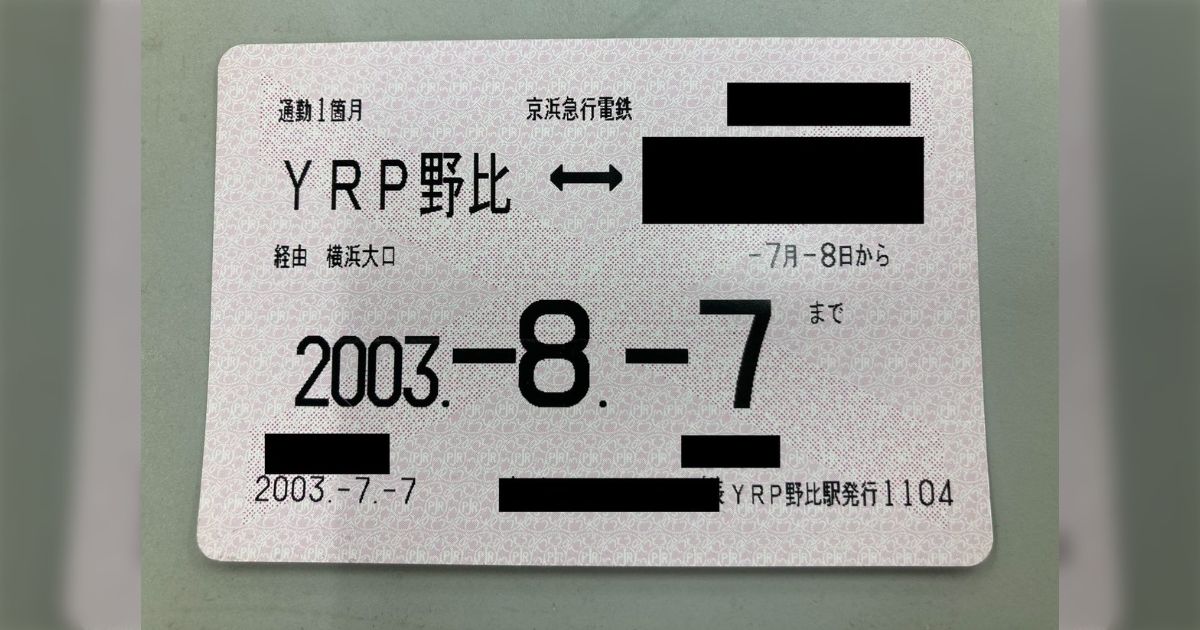 通勤1箇月 京浜急行電鉄
YRP野比 ↔
経由 横浜大口 -7月-8日から
2003.-8.-7 まで
2003.-7.-7 YRP野比駅発行1104